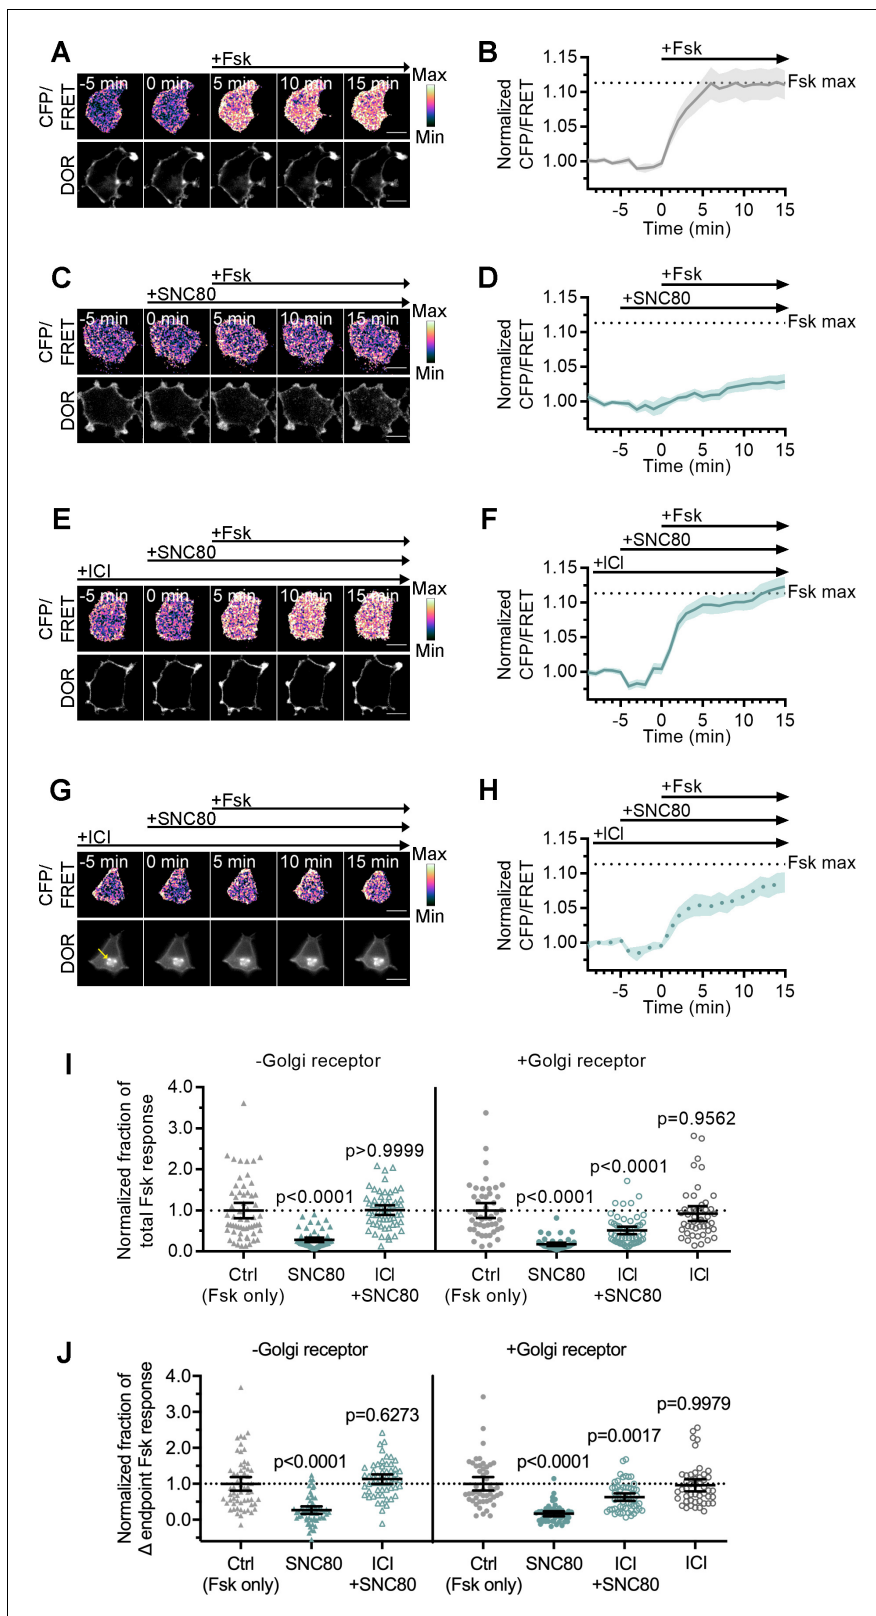 A
+Fsk
-5 min 0 min 5 min 10 min 15 min
Max
Min
CFP/
FRET
DOR
B
+Fsk
1.15
Fsk max
1.10
1.05
1.00
Normalized
CFP/FRET
-5 0 5 10 15
Time (min)
C
+Fsk
+SNC80
-5 min 0 min 5 min 10 min 15 min
Max
Min
CFP/
FRET
DOR
D
+Fsk
+SNC80
1.15
Fsk max
1.10
1.05
1.00
Normalized
CFP/FRET
-5 0 5 10 15
Time (min)
E
+Fsk
+SNC80
+ICI
-5 min 0 min 5 min 10 min 15 min
Max
Min
CFP/
FRET
DOR
F
+Fsk
+SNC80
+ICI
1.15
Fsk max
1.10
1.05
1.00
Normalized
CFP/FRET
-5 0 5 10 15
Time (min)
G
+Fsk
+SNC80
+ICI
-5 min 0 min 5 min 10 min 15 min
Max
Min
CFP/
FRET
DOR
H
+Fsk
+SNC80
+ICI
1.15
Fsk max
1.10
1.05
1.00
Normalized
CFP/FRET
-5 0 5 10 15
Time (min)
I
-Golgi receptor +Golgi receptor
Normalized fraction of
total Fsk response
4.0
3.0
2.0
1.0
0.0
p<0.0001 p>0.9999 p<0.0001 p<0.0001 p=0.9562
Ctrl SNC80 ICI Ctrl SNC80 ICI ICI
(Fsk only) +SNC80 (Fsk only) +SNC80
J
-Golgi receptor +Golgi receptor
Normalized fraction of
Δ endpoint Fsk response
4.0
3.0
2.0
1.0
0.0
p<0.0001 p=0.6273 p<0.0001 p=0.0017 p=0.9979
Ctrl SNC80 ICI Ctrl SNC80 ICI ICI
(Fsk only) +SNC80 (Fsk only) +SNC80